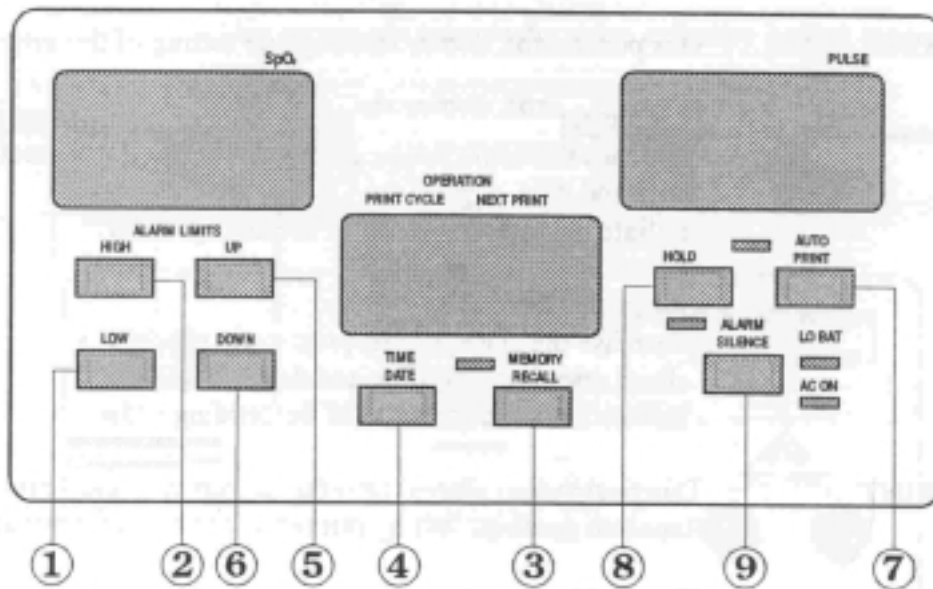 SpO₂
PULSE
OPERATION
PRINT CYCLE NEXT PRINT
ALARM LIMITS
HIGH UP
LOW DOWN
TIME
DATE
MEMORY
RECALL
HOLD
AUTO
PRINT
ALARM
SILENCE
LO BAT
AC ON
① ② ⑥ ⑤ ④ ③ ⑧ ⑨ ⑦